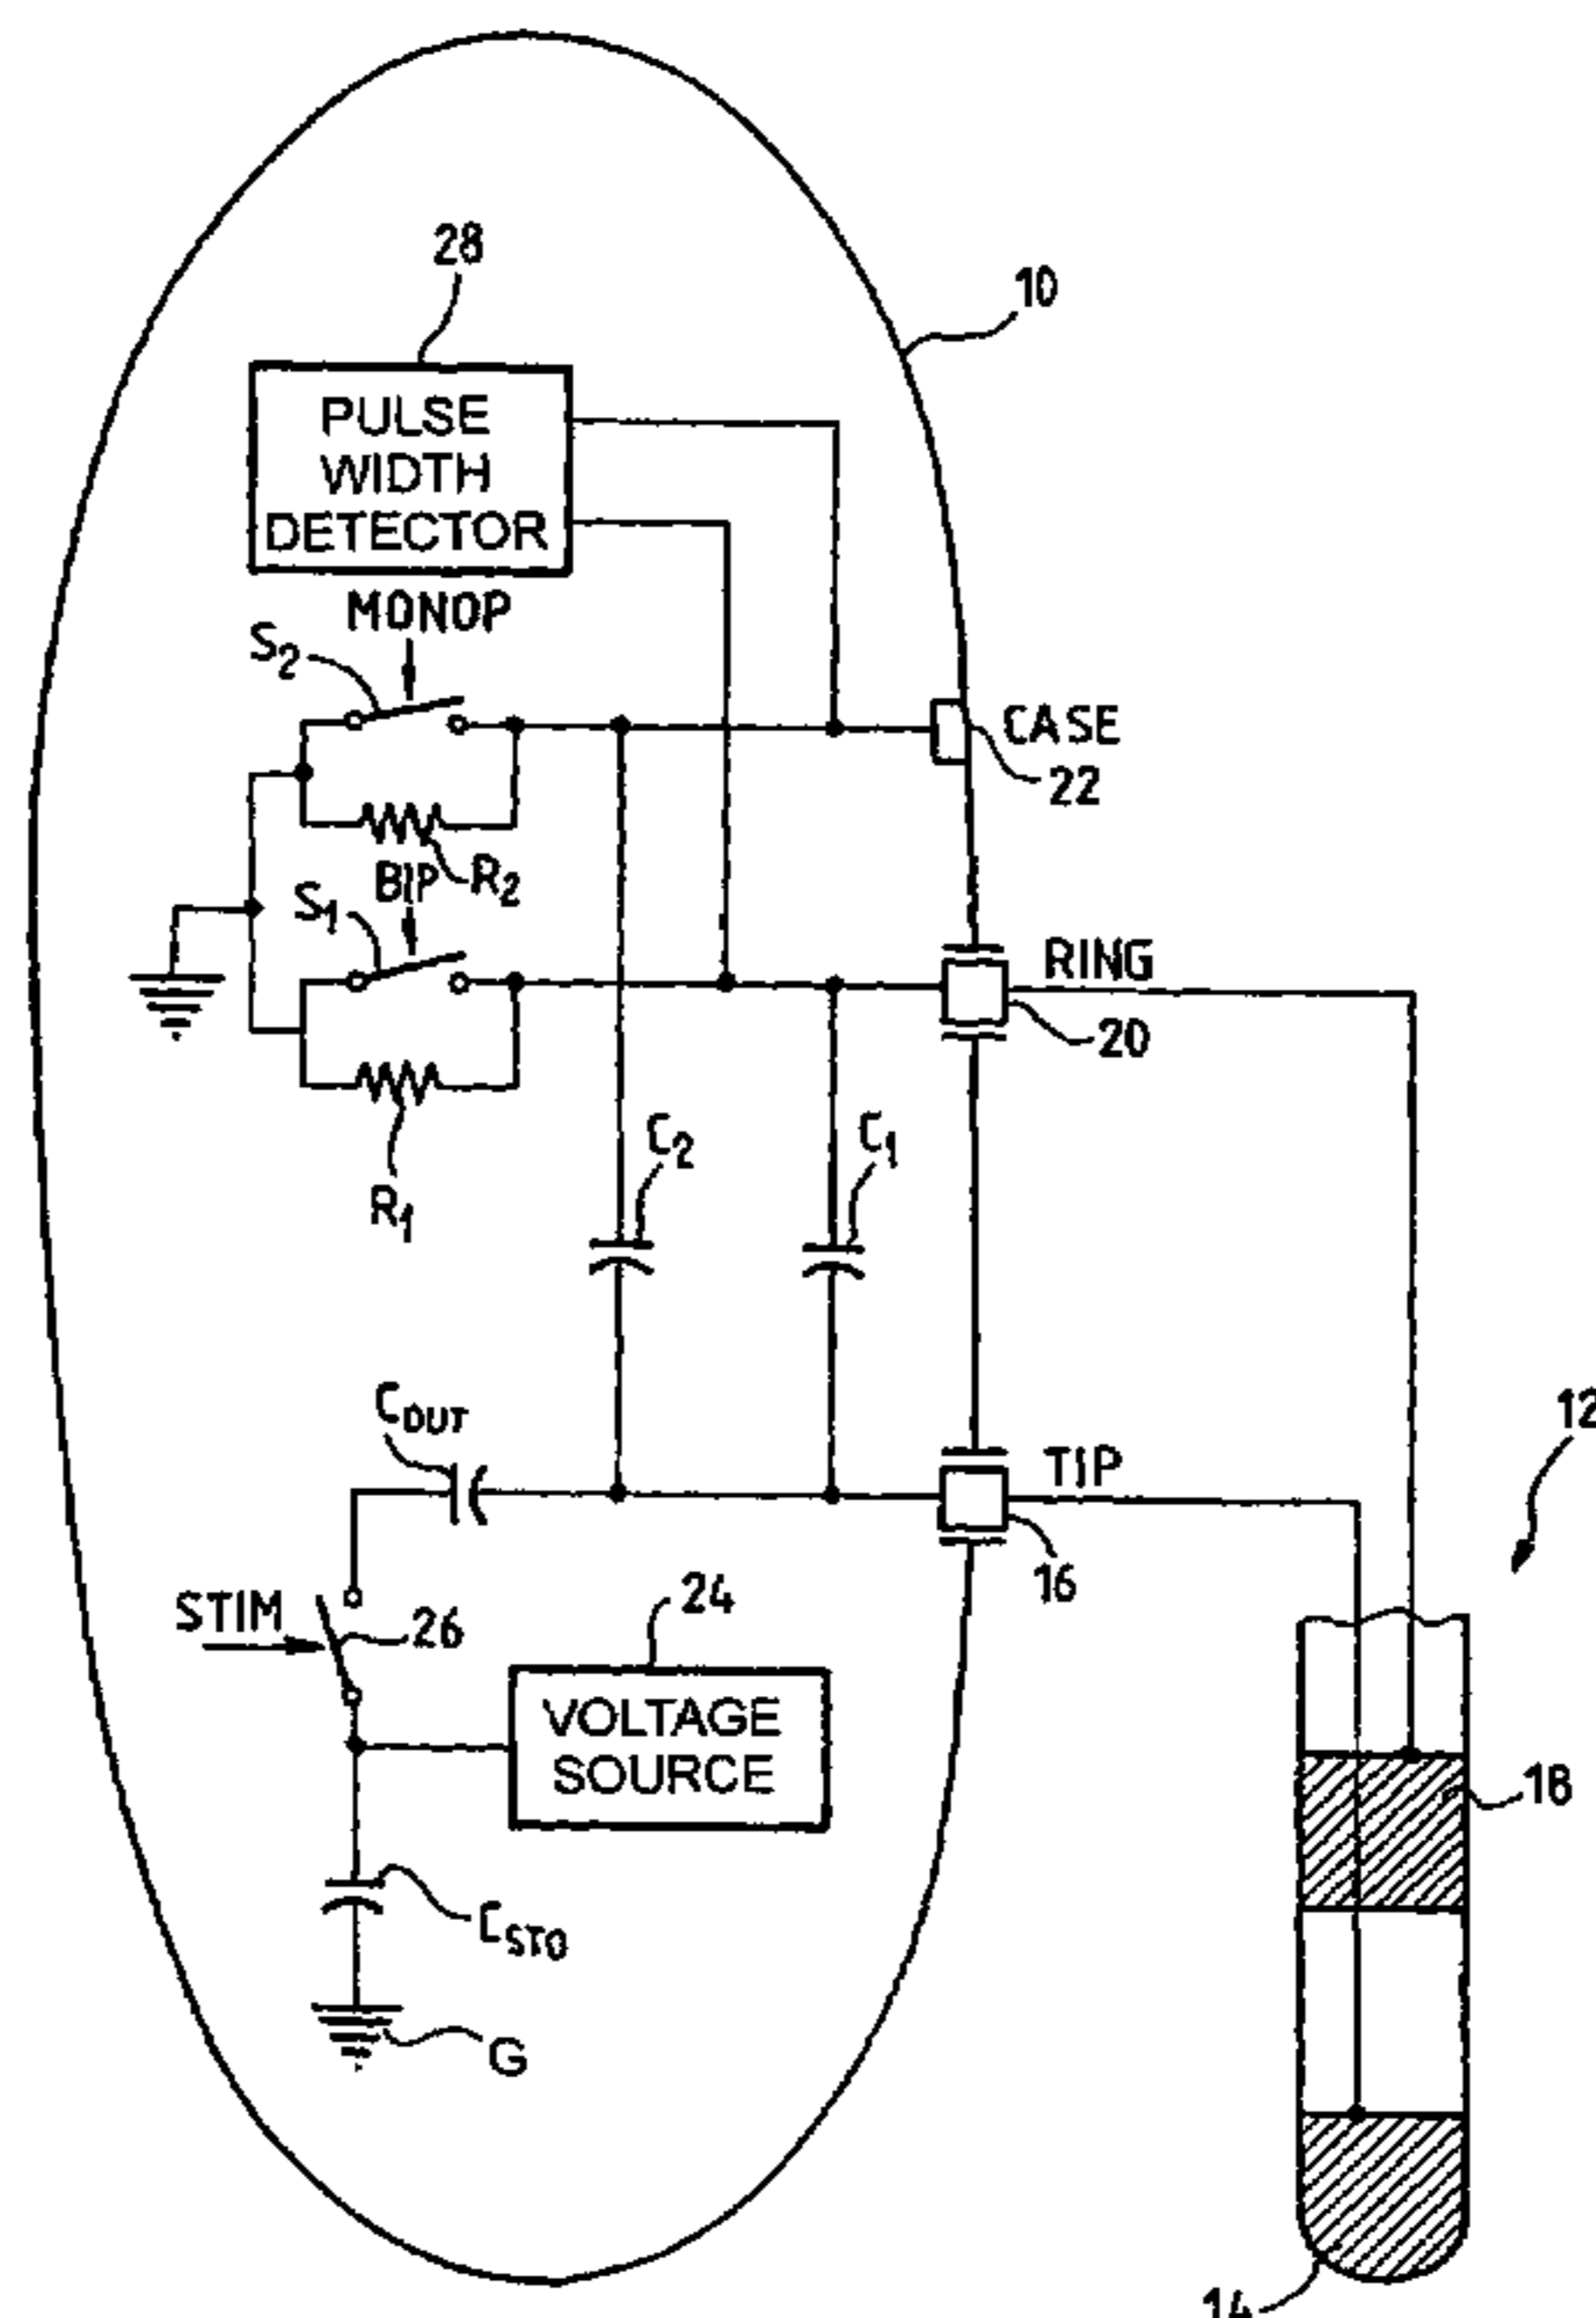 28
10
PULSE
WIDTH
DETECTOR
MONOP
S2
CASE
22
R2
BIP
S1
RING
20
C2
C1
R1
COUT
12
TIP
16
24
STIM
26
VOLTAGE
SOURCE
18
CSTO
G
14